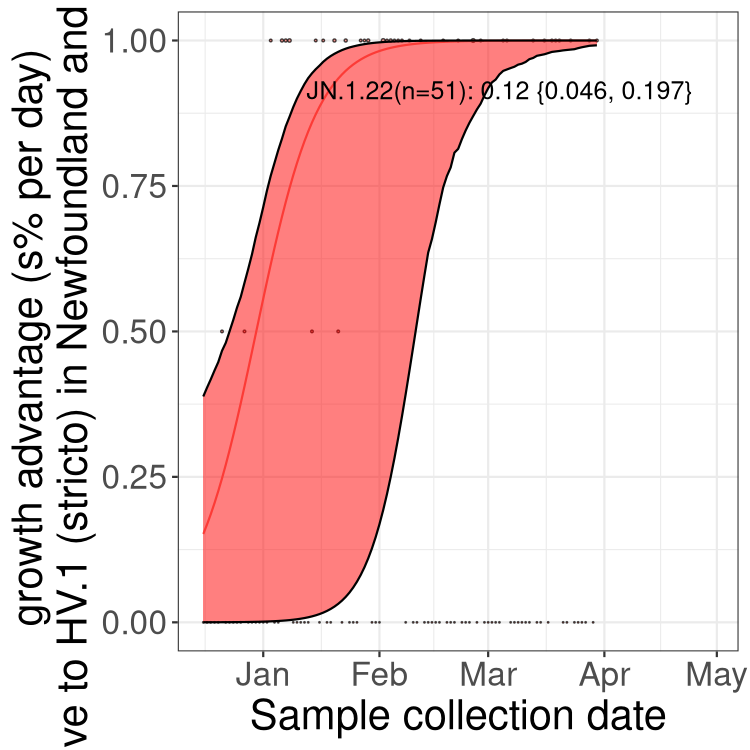 growth advantage (s% per day)
ve to HV.1 (stricto) in Newfoundland and
1.00
0.75
0.50
0.25
0.00
JN.1.22(n=51): 0.12 {0.046, 0.197}
Jan Feb Mar Apr May
Sample collection date